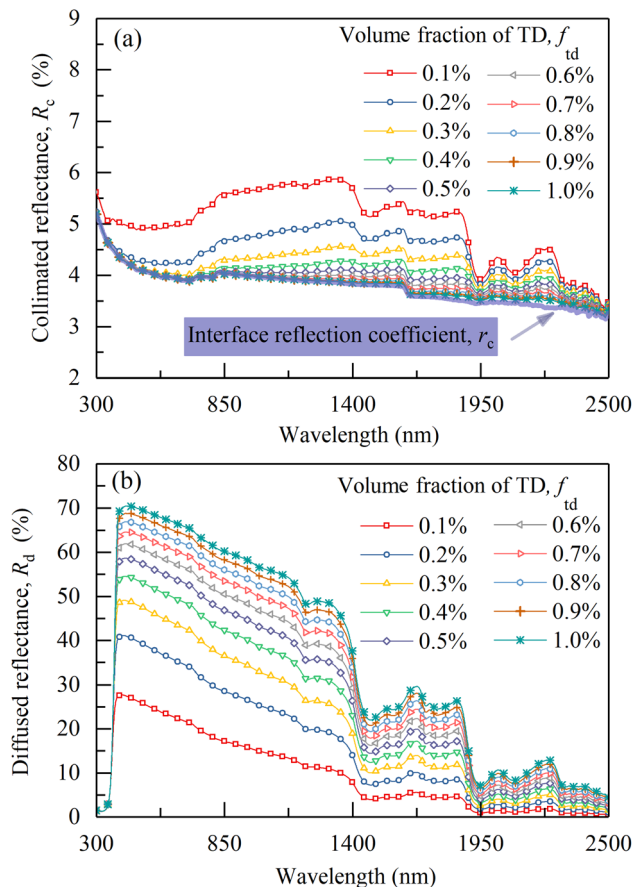 (a)
Volume fraction of TD, f_td
0.1% 0.6%
0.2% 0.7%
0.3% 0.8%
0.4% 0.9%
0.5% 1.0%
Interface reflection coefficient, r_c
Collimated reflectance, R_c (%)
9
8
7
6
5
4
3
2
300 850 1400 1950 2500
Wavelength (nm)
(b)
Volume fraction of TD, f_td
0.1% 0.6%
0.2% 0.7%
0.3% 0.8%
0.4% 0.9%
0.5% 1.0%
Diffused reflectance, R_d (%)
80
70
60
50
40
30
20
10
0
300 850 1400 1950 2500
Wavelength (nm)